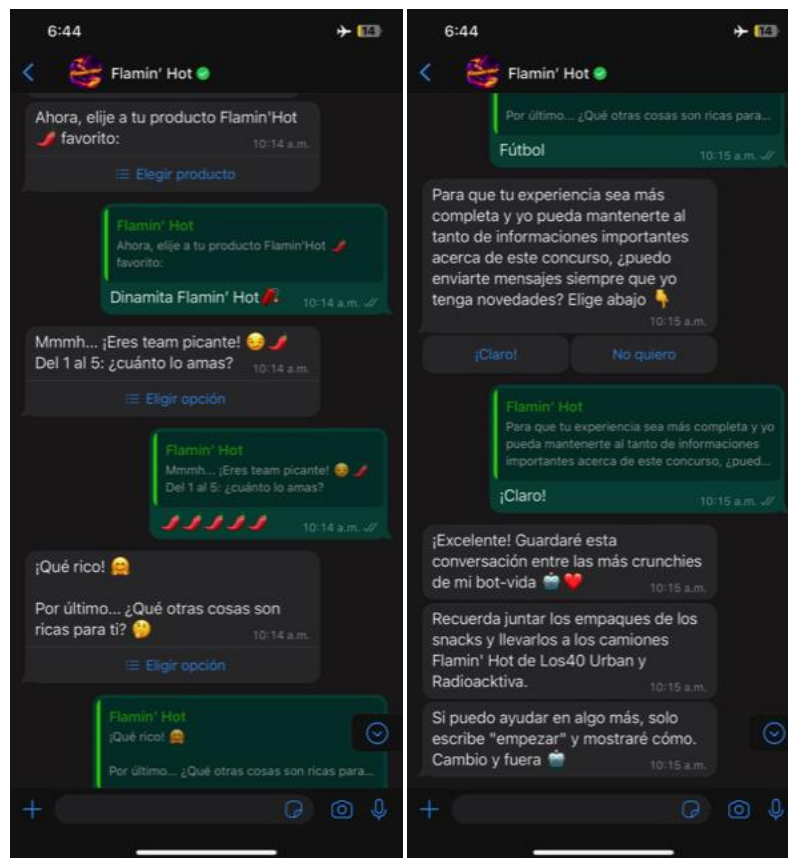 6:44
14
Flamin' Hot
Ahora, elije a tu producto Flamin'Hot
favorito:
10:14 a.m.
Elegir producto
Flamin' Hot
Ahora, elije a tu producto Flamin'Hot
favorito:
Dinamita Flamin' Hot
10:14 a.m.
Mmmh... ¡Eres team picante!
Del 1 al 5: ¿cuánto lo amas?
10:14 a.m.
Eligir opción
Flamin' Hot
Mmmh... ¡Eres team picante!
Del 1 al 5: ¿cuánto lo amas?
10:14 a.m.
¡Qué rico!
Por último... ¿Qué otras cosas son
ricas para ti?
10:14 a.m.
Eligir opción
Flamin' Hot
¡Qué rico!
Por último... ¿Qué otras cosas son ricas para...
6:44
14
Flamin' Hot
Por último... ¿Qué otras cosas son ricas para...
Fútbol
10:15 a.m.
Para que tu experiencia sea más
completa y yo pueda mantenerte al
tanto de informaciones importantes
acerca de este concurso, ¿puedo
enviarte mensajes siempre que yo
tenga novedades? Elige abajo
10:15 a.m.
¡Claro!
No quiero
Flamin' Hot
Para que tu experiencia sea más completa y yo
pueda mantenerte al tanto de informaciones
importantes acerca de este concurso, ¿pued...
¡Claro!
10:15 a.m.
¡Excelente! Guardaré esta
conversación entre las más crunchies
de mi bot-vida
10:15 a.m.
Recuerda juntar los empaques de los
snacks y llevarlos a los camiones
Flamin' Hot de Los40 Urban y
Radioacktiva.
10:15 a.m.
Si puedo ayudar en algo más, solo
escribe "empezar" y mostraré cómo.
Cambio y fuera
10:15 a.m.